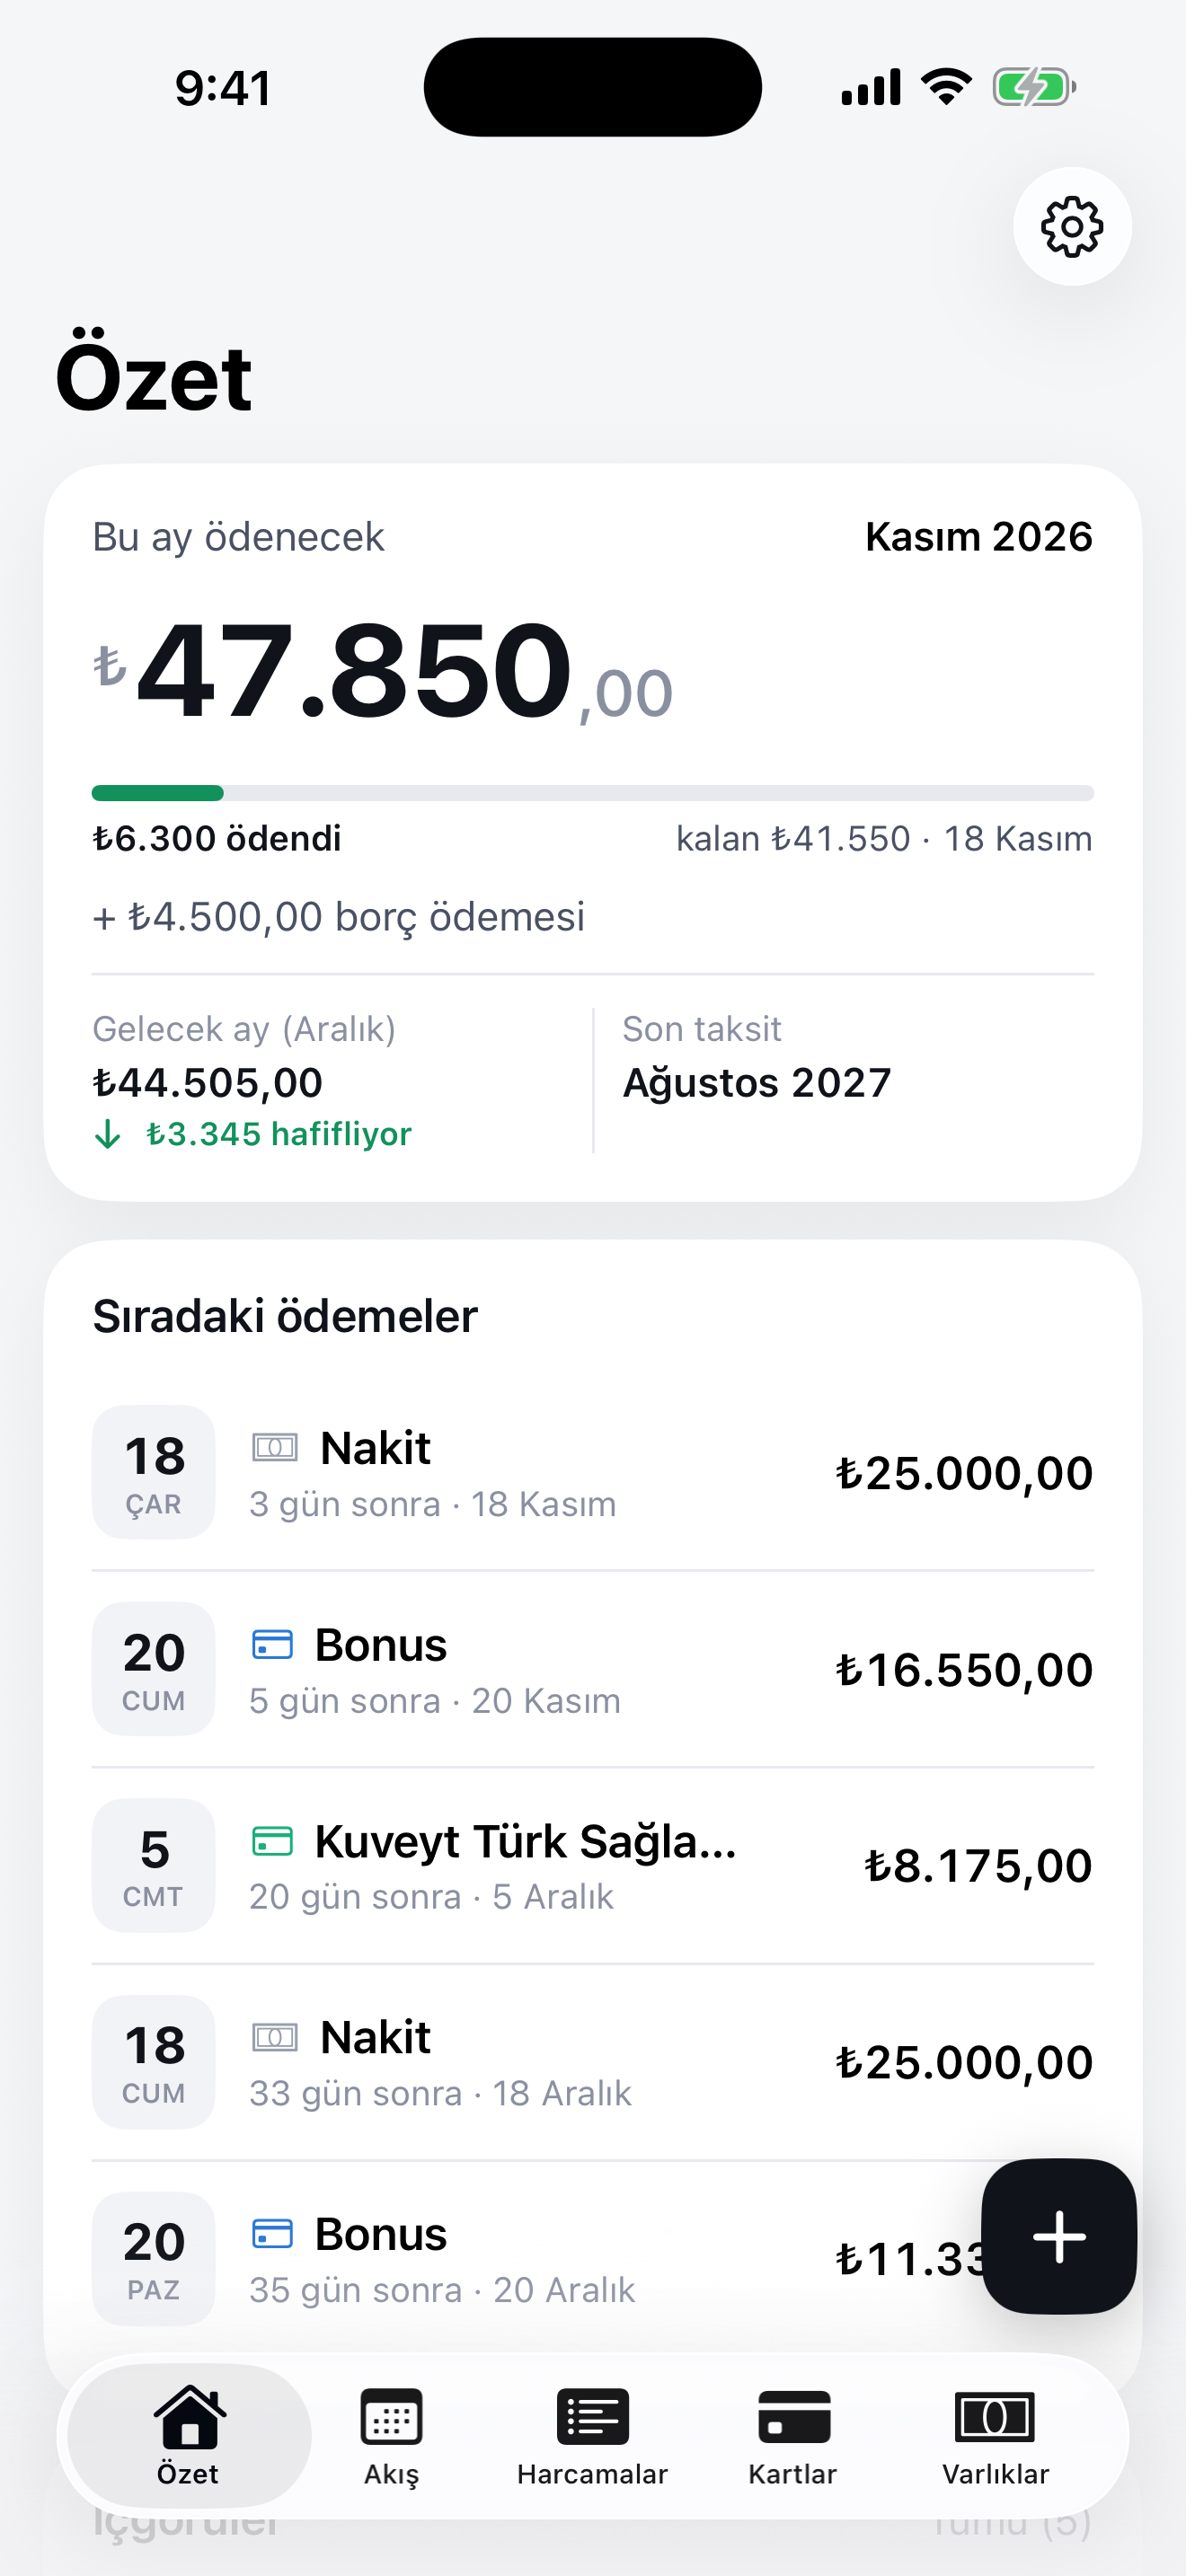 9:41
Özet
Bu ay ödenecek
Kasım 2026
₺47.850,00
₺6.300 ödendi
kalan ₺41.550 · 18 Kasım
+ ₺4.500,00 borç ödemesi
Gelecek ay (Aralık)
₺44.505,00
↓ ₺3.345 hafifliyor
Son taksit
Ağustos 2027
Sıradaki ödemeler
18 ÇAR
Nakit
3 gün sonra · 18 Kasım
₺25.000,00
20 CUM
Bonus
5 gün sonra · 20 Kasım
₺16.550,00
5 CMT
Kuveyt Türk Sağla...
20 gün sonra · 5 Aralık
₺8.175,00
18 CUM
Nakit
33 gün sonra · 18 Aralık
₺25.000,00
20 PAZ
Bonus
35 gün sonra · 20 Aralık
₺11.33
Özet
Akış
Harcamalar
Kartlar
Varlıklar
İçgörüler
Tümü (5)